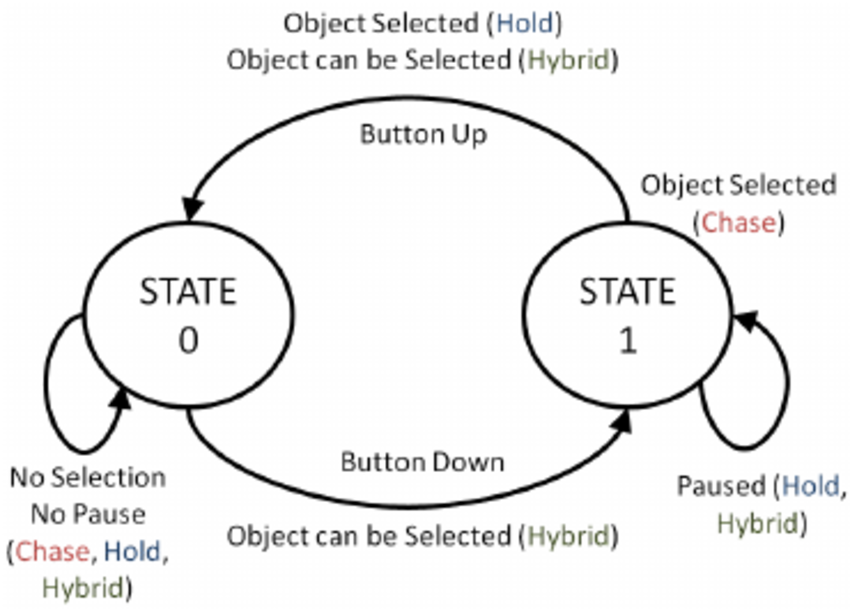 Object Selected (Hold)
Object can be Selected (Hybrid)
Button Up
Object Selected
(Chase)
STATE
0
STATE
1
Button Down
No Selection
No Pause
(Chase, Hold,
Hybrid)
Object can be Selected (Hybrid)
Paused (Hold,
Hybrid)